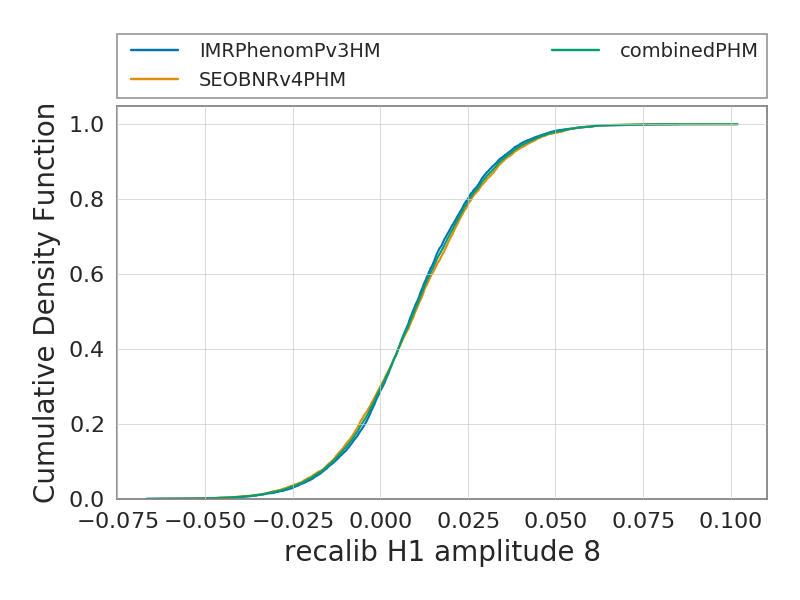 IMRPhenomPv3HM
SEOBNRv4PHM
combinedPHM
Cumulative Density Function
1.0
0.8
0.6
0.4
0.2
0.0
−0.075 −0.050 −0.025 0.000 0.025 0.050 0.075 0.100
recalib H1 amplitude 8